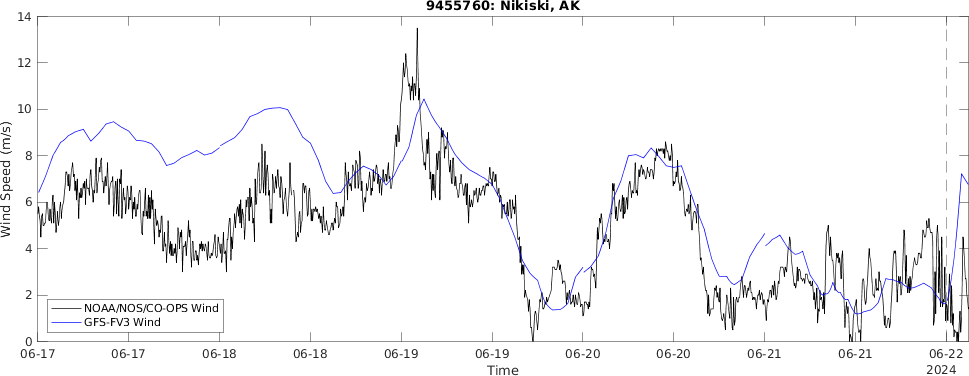 9455760: Nikiski, AK
Wind Speed (m/s)
14
12
10
8
6
4
2
0
NOAA/NOS/CO-OPS Wind
GFS-FV3 Wind
06-17 06-17 06-18 06-18 06-19 06-19 06-20 06-20 06-21 06-21 06-22
Time
2024